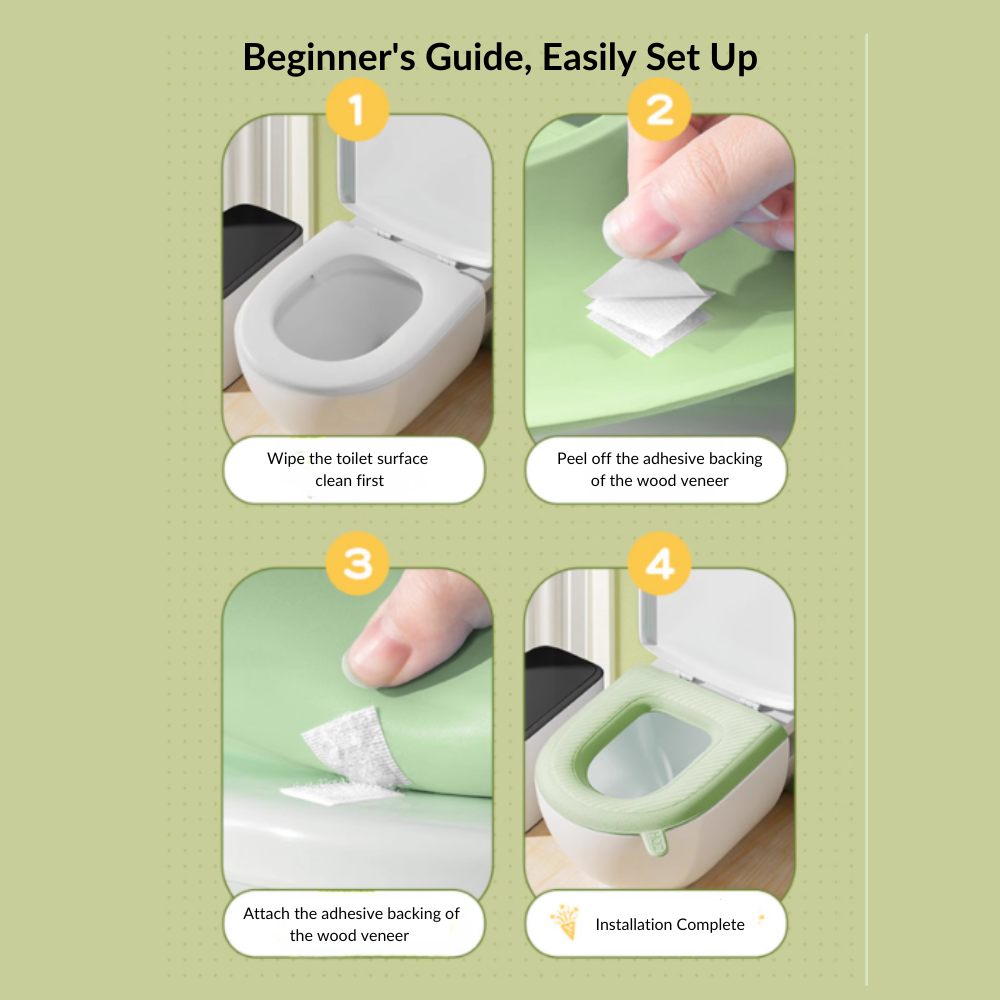 Beginner's Guide, Easily Set Up
1
2
Wipe the toilet surface
clean first
Peel off the adhesive backing
of the wood veneer
3
4
Attach the adhesive backing of
the wood veneer
Installation Complete